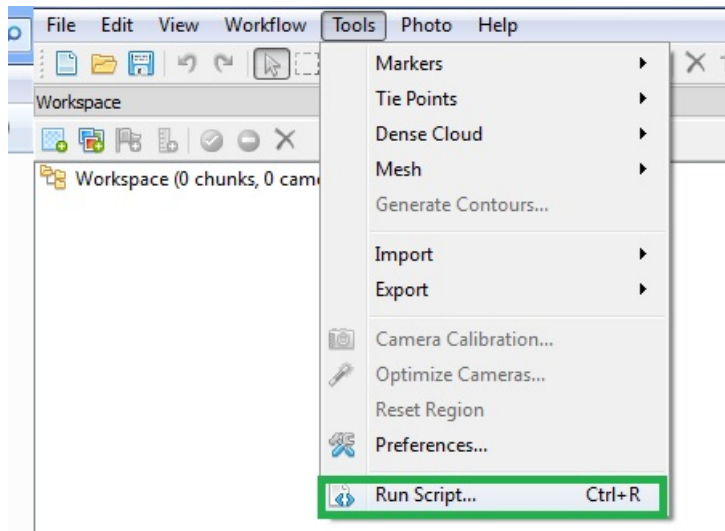 File Edit View Workflow Tools Photo Help
Workspace
Workspace (0 chunks, 0
Markers
Tie Points
Dense Cloud
Mesh
Generate Contours...
Import
Export
Camera Calibration...
Optimize Cameras...
Reset Region
Preferences...
Run Script... Ctrl+R